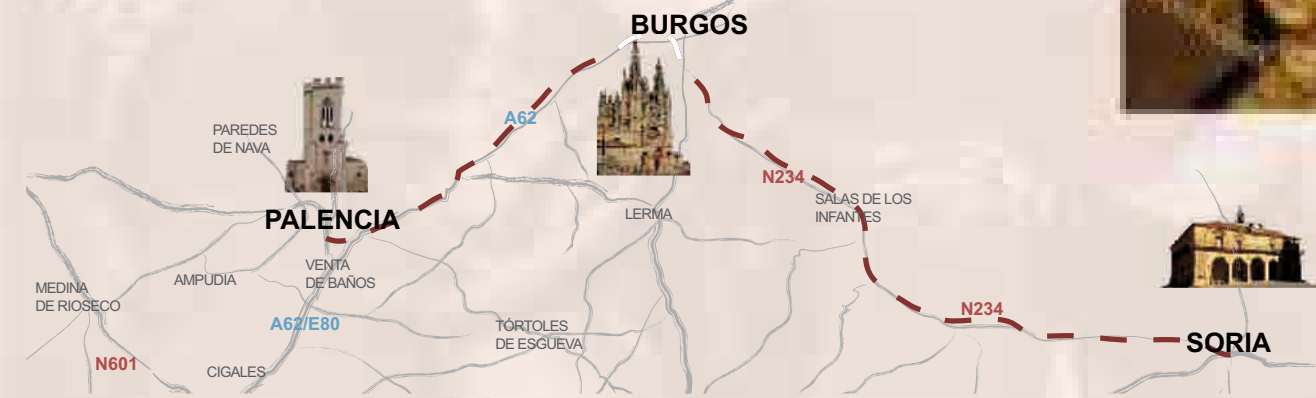 BURGOS
A62
PAREDES
DE NAVA
N234
SALAS DE LOS
INFANTES
PALENCIA
LERMA
VENTA
DE BAÑOS
AMPUDIA
MEDINA
DE RIOSECO
N234
A62/E80
TÓRTOLES
DE ESGUEVA
SORIA
N601
CIGALES